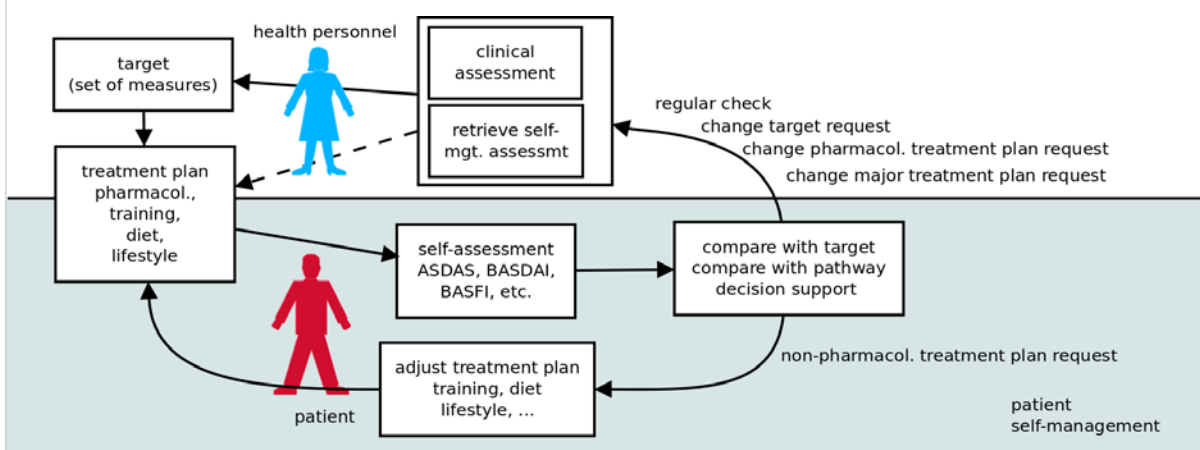 health personnel
target
(set of measures)
clinical
assessment
retrieve self-
mgt. assessmt
regular check
change target request
change pharmacol. treatment plan request
change major treatment plan request
treatment plan
pharmacol.,
training,
diet,
lifestyle
self-assessment
ASDAS, BASDAI,
BASFI, etc.
compare with target
compare with pathway
decision support
non-pharmacol. treatment plan request
adjust treatment plan
training, diet
lifestyle, ...
patient
patient
self-management